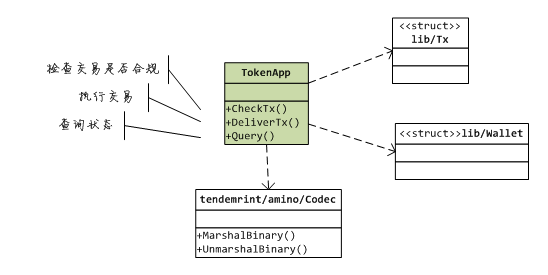 <<struct>>
lib/Tx
检查交易是否合规
TokenApp
执行交易
+CheckTx()
查询状态
+DeliverTx()
+Query()
<<struct>>lib/Wallet
tendemrint/amino/Codec
+MarshalBinary()
+UnmarshalBinary()